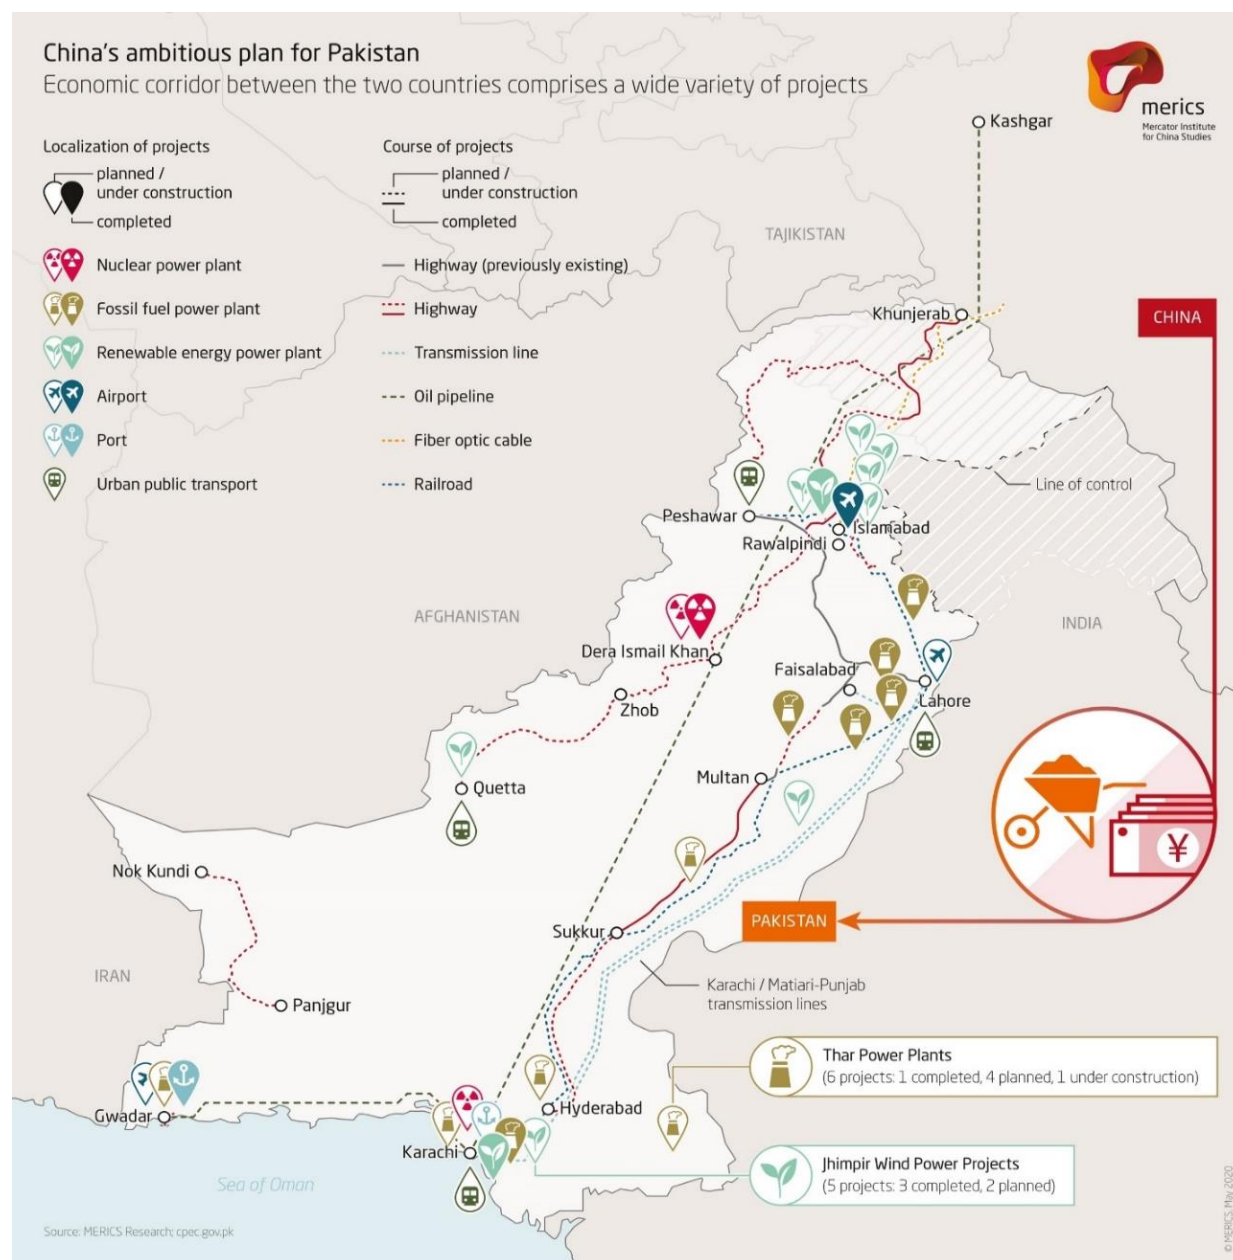 China's ambitious plan for Pakistan
Economic corridor between the two countries comprises a wide variety of projects
merics
Mercator Institute
for China Studies
Localization of projects
planned /
under construction
completed
Nuclear power plant
Fossil fuel power plant
Renewable energy power plant
Airport
Port
Urban public transport
Course of projects
planned /
under construction
completed
Highway (previously existing)
Highway
Transmission line
Oil pipeline
Fiber optic cable
Railroad
Kashgar
TAJIKISTAN
Khunjerab
CHINA
Line of control
Peshawar
Islamabad
Rawalpindi
AFGHANISTAN
INDIA
Dera Ismail Khan
Faisalabad
Zhob
Lahore
Multan
Quetta
¥
Nok Kundi
PAKISTAN
Sukkur
IRAN
Karachi / Matiari-Punjab
transmission lines
Panjgur
Thar Power Plants
(6 projects: 1 completed, 4 planned, 1 under construction)
Gwadar
Hyderabad
Karachi
Jhimpir Wind Power Projects
(5 projects: 3 completed, 2 planned)
Sea of Oman
Source: MERICS Research; cpec.gov.pk
© MERICS, May 2020